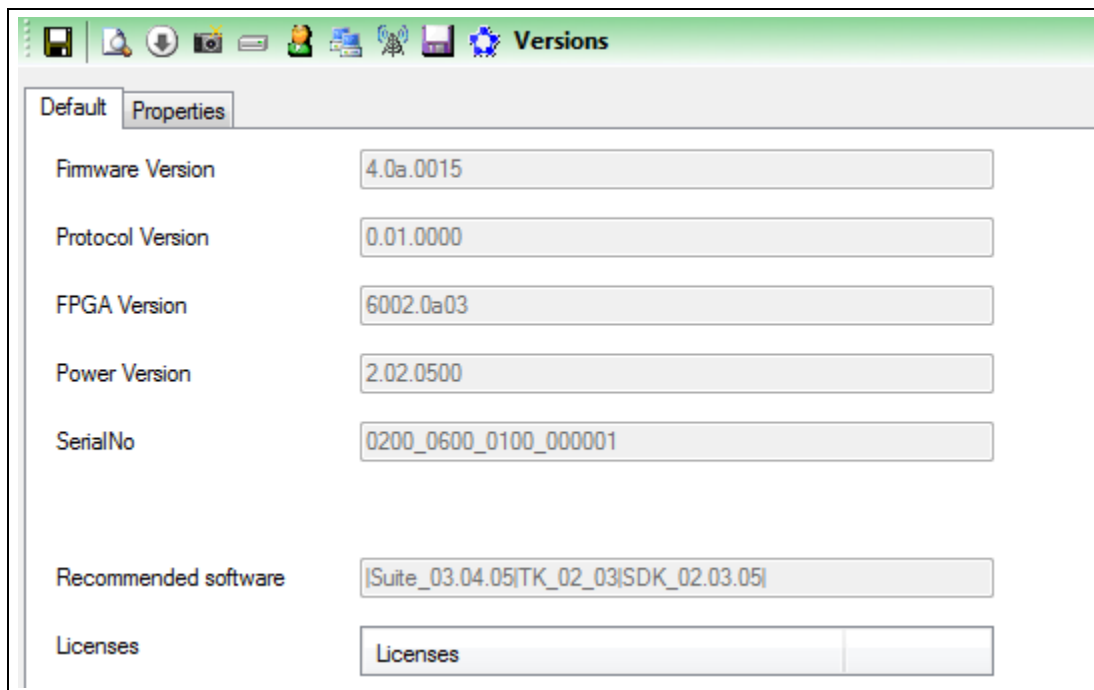 Versions
Default Properties
Firmware Version 4.0a.0015
Protocol Version 0.01.0000
FPGA Version 6002.0a03
Power Version 2.02.0500
SerialNo 0200_0600_0100_000001
Recommended software |Suite_03.04.05|TK_02_03|SDK_02.03.05|
Licenses Licenses